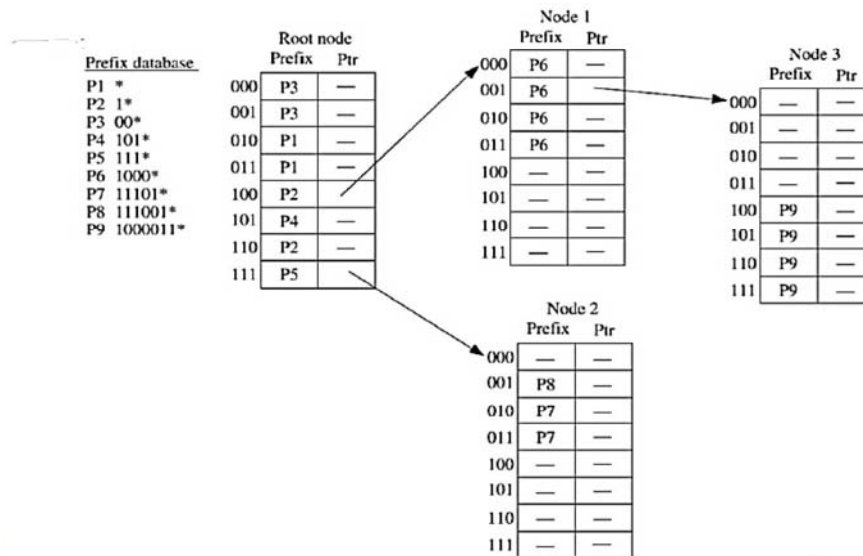 Prefix database
P1 *
P2 1*
P3 00*
P4 101*
P5 111*
P6 1000*
P7 11101*
P8 111001*
P9 1000011*
Root node
Prefix Ptr
000 P3 —
001 P3 —
010 P1 —
011 P1 —
100 P2
101 P4 —
110 P2 —
111 P5
Node 1
Prefix Ptr
000 P6 —
001 P6
010 P6 —
011 P6 —
100 — —
101 — —
110 — —
111 — —
Node 3
Prefix Ptr
000 — —
001 — —
010 — —
011 — —
100 P9 —
101 P9 —
110 P9 —
111 P9 —
Node 2
Prefix Ptr
000 — —
001 P8 —
010 P7 —
011 P7 —
100 — —
101 — —
110 — —
111 — —